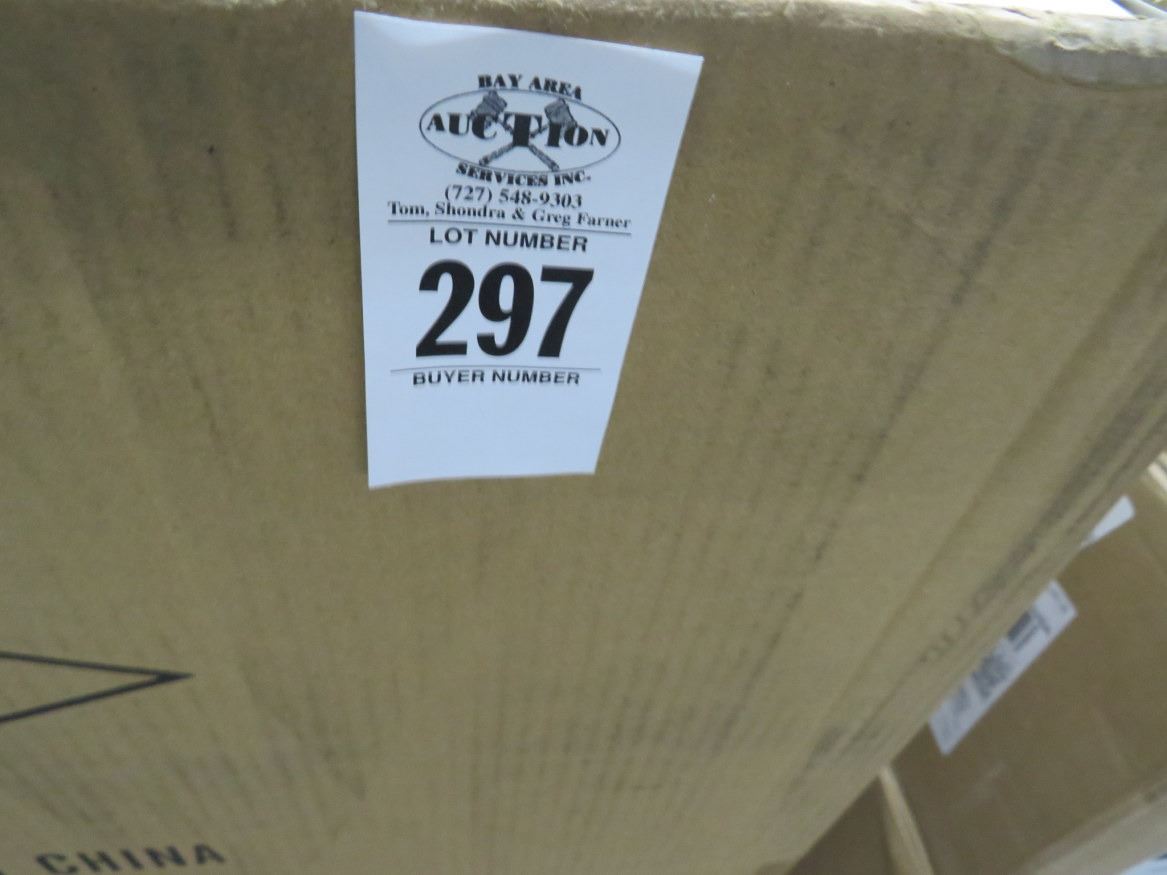 BAY AREA
AUCTION
SERVICES INC.
(727) 548-9303
Tom, Shondra & Greg Farner
LOT NUMBER
297
BUYER NUMBER
CHINA